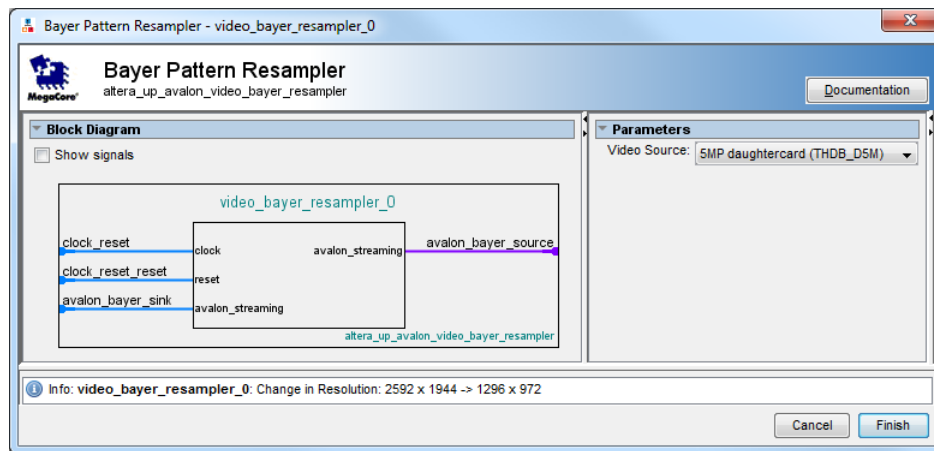 Bayer Pattern Resampler - video_bayer_resampler_0
MegaCore®
Bayer Pattern Resampler
altera_up_avalon_video_bayer_resampler
Documentation
Block Diagram
Show signals
video_bayer_resampler_0
clock_reset
clock
avalon_streaming
avalon_bayer_source
clock_reset_reset
reset
avalon_bayer_sink
avalon_streaming
altera_up_avalon_video_bayer_resampler
Parameters
Video Source: 5MP daughtercard (THDB_D5M)
Info: video_bayer_resampler_0: Change in Resolution: 2592 x 1944 -> 1296 x 972
Cancel Finish